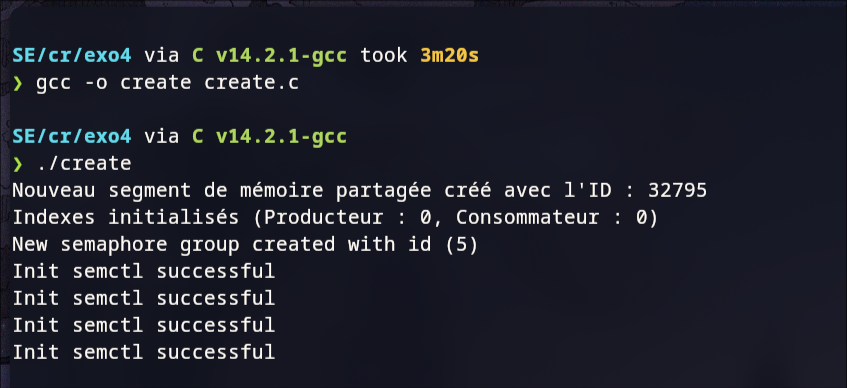 SE/cr/exo4 via C v14.2.1-gcc took 3m20s
❯ gcc -o create create.c
SE/cr/exo4 via C v14.2.1-gcc
❯ ./create
Nouveau segment de mémoire partagée créé avec l'ID : 32795
Indexes initialisés (Producteur : 0, Consommateur : 0)
New semaphore group created with id (5)
Init semctl successful
Init semctl successful
Init semctl successful
Init semctl successful